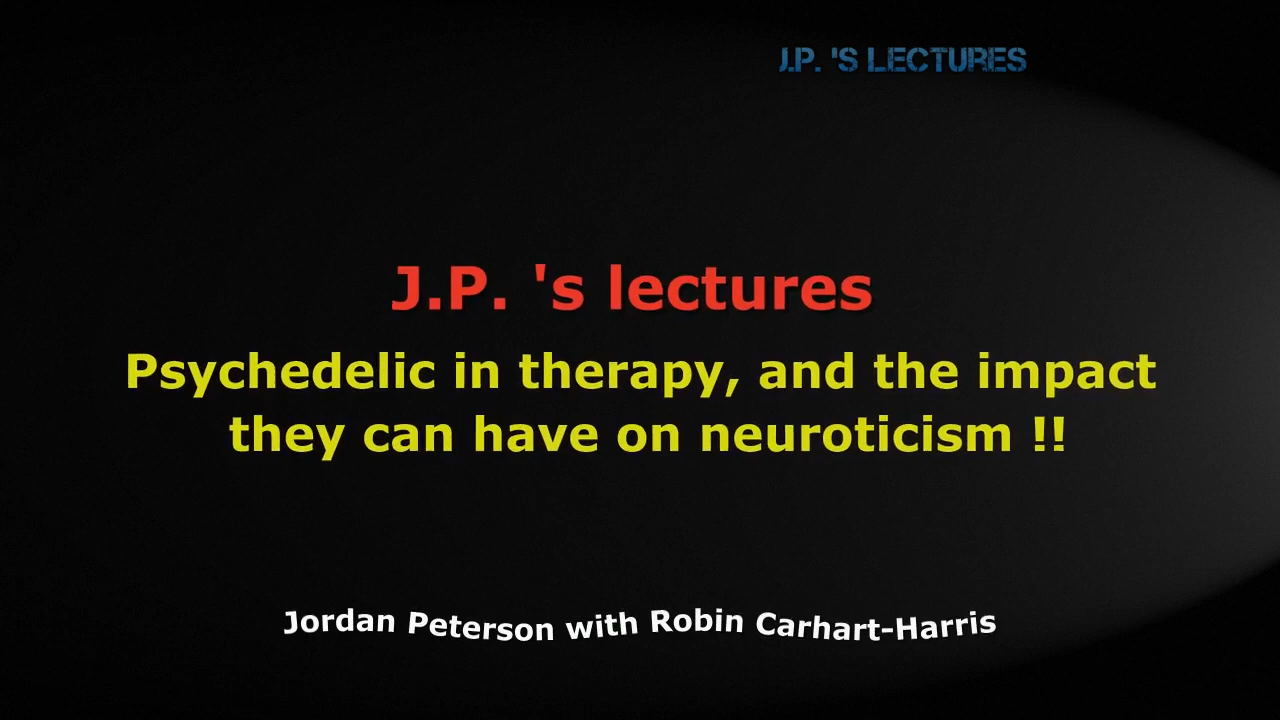 J.P. 'S LECTURES
J.P. 's lectures
Psychedelic in therapy, and the impact
they can have on neuroticism !!
Jordan Peterson with Robin Carhart-Harris